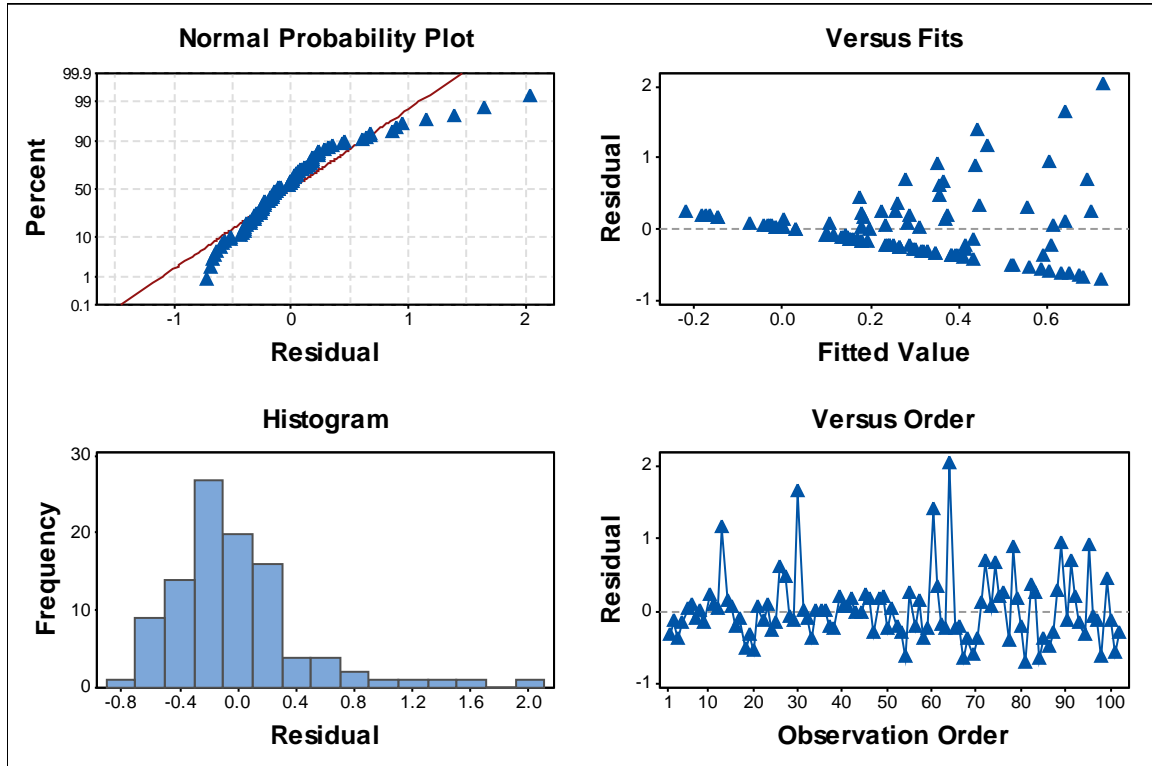 Normal Probability Plot
99.9
99
90
50
10
1
0.1
-1 0 1 2
Percent
Residual
Versus Fits
2
1
0
-1
-0.2 0.0 0.2 0.4 0.6
Residual
Fitted Value
Histogram
30
20
10
0
-0.8 -0.4 0.0 0.4 0.8 1.2 1.6 2.0
Frequency
Residual
Versus Order
2
1
0
-1
1 10 20 30 40 50 60 70 80 90 100
Residual
Observation Order